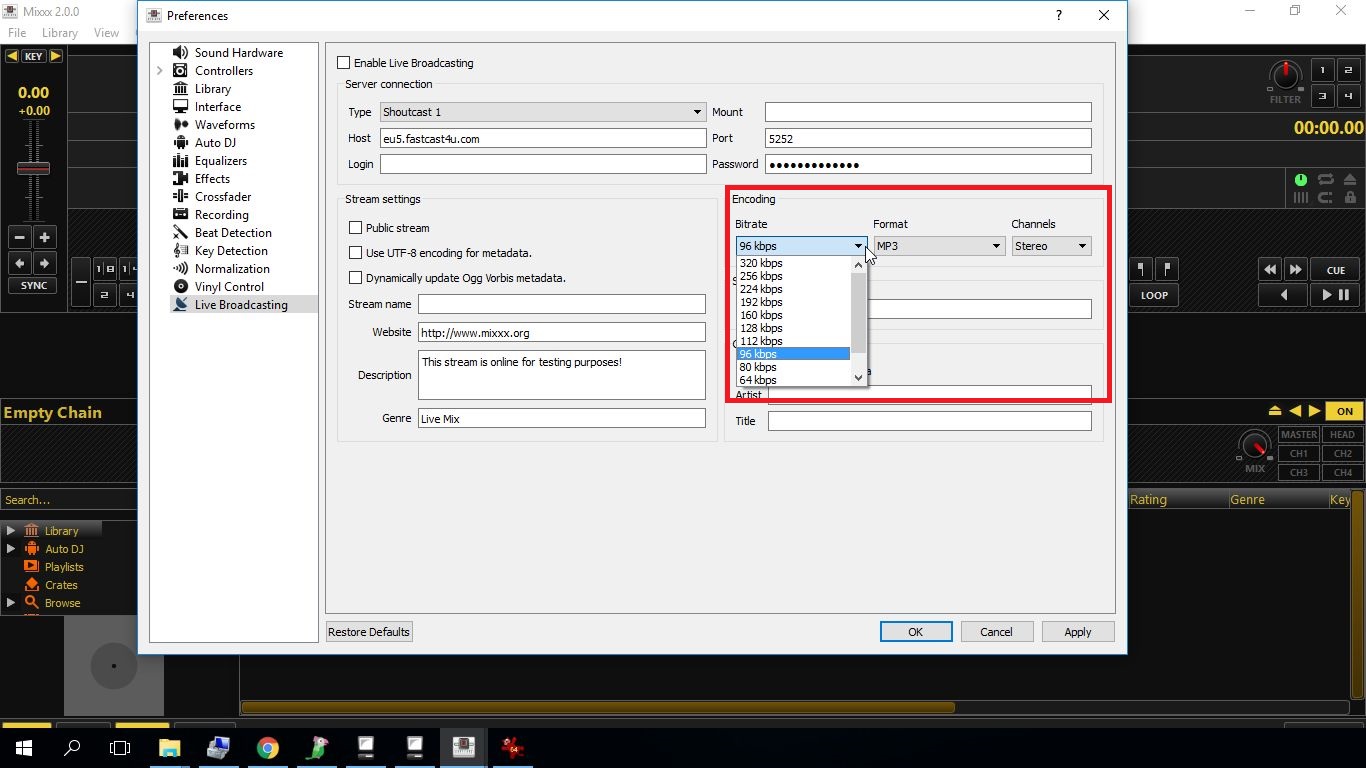 Mixxx 2.0.0
File Library View
KEY
0.00
+0.00
SYNC
1 2
4
Empty Chain
Search...
Library
Auto DJ
Playlists
Crates
Browse
Preferences
?
Sound Hardware
Controllers
Library
Interface
Waveforms
Auto DJ
Equalizers
Effects
Crossfader
Recording
Beat Detection
Key Detection
Normalization
Vinyl Control
Live Broadcasting
Enable Live Broadcasting
Server connection
Type Shoutcast 1 Mount
Host eu5.fastcast4u.com Port 5252
Login Password ●●●●●●●●●●●●●
Stream settings
Public stream
Use UTF-8 encoding for metadata.
Dynamically update Ogg Vorbis metadata.
Stream name
Website http://www.mixxx.org
Description This stream is online for testing purposes!
Genre Live Mix
Encoding
Bitrate Format Channels
96 kbps MP3 Stereo
320 kbps
256 kbps
224 kbps
192 kbps
160 kbps
128 kbps
112 kbps
96 kbps
80 kbps
64 kbps
Artist
Title
Restore Defaults OK Cancel Apply
FILTER
1 2
3 4
00:00.00
LOOP
CUE
ON
MIX
MASTER HEAD
CH1 CH2
CH3 CH4
Rating Genre Key
64